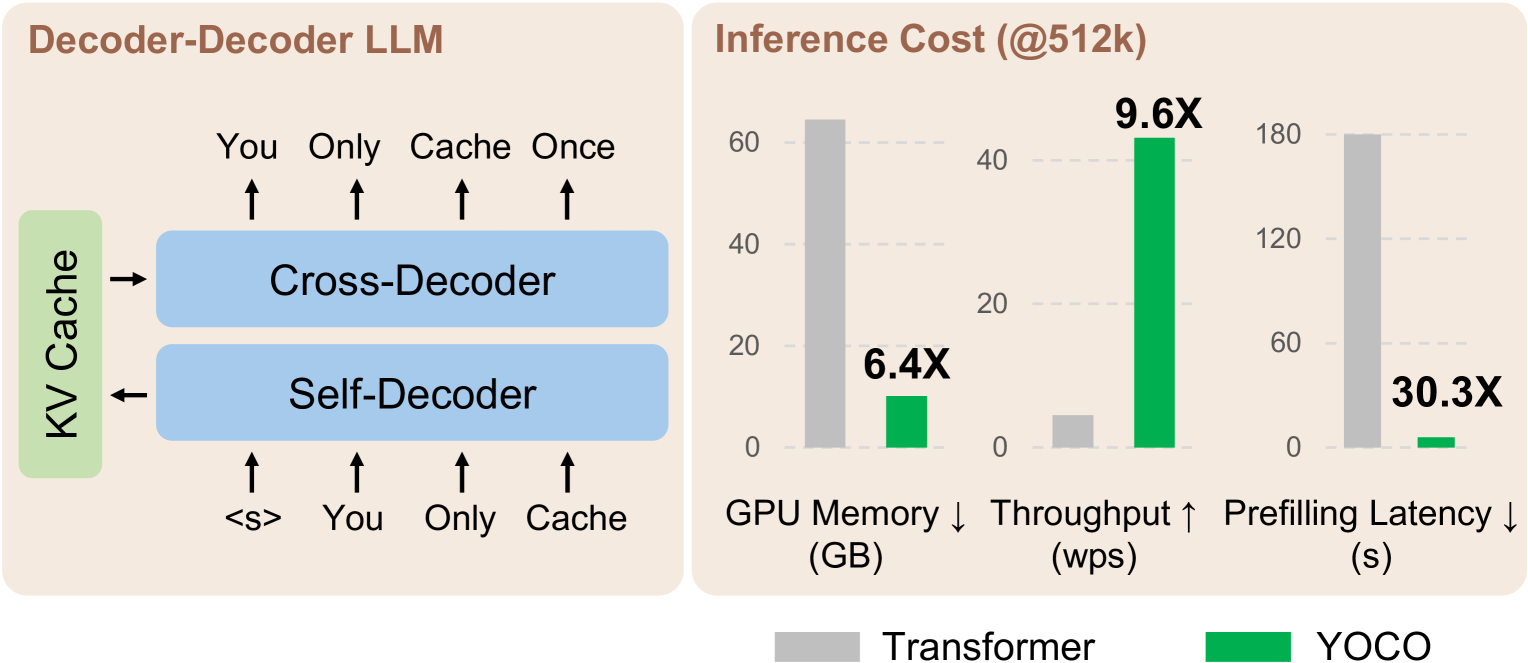 Decoder-Decoder LLM
You Only Cache Once
KV Cache
Cross-Decoder
Self-Decoder
<s> You Only Cache
Inference Cost (@512k)
60
40
20
0
6.4X
GPU Memory ↓
(GB)
40
20
0
9.6X
Throughput ↑
(wps)
180
120
60
0
30.3X
Prefilling Latency ↓
(s)
Transformer
YOCO